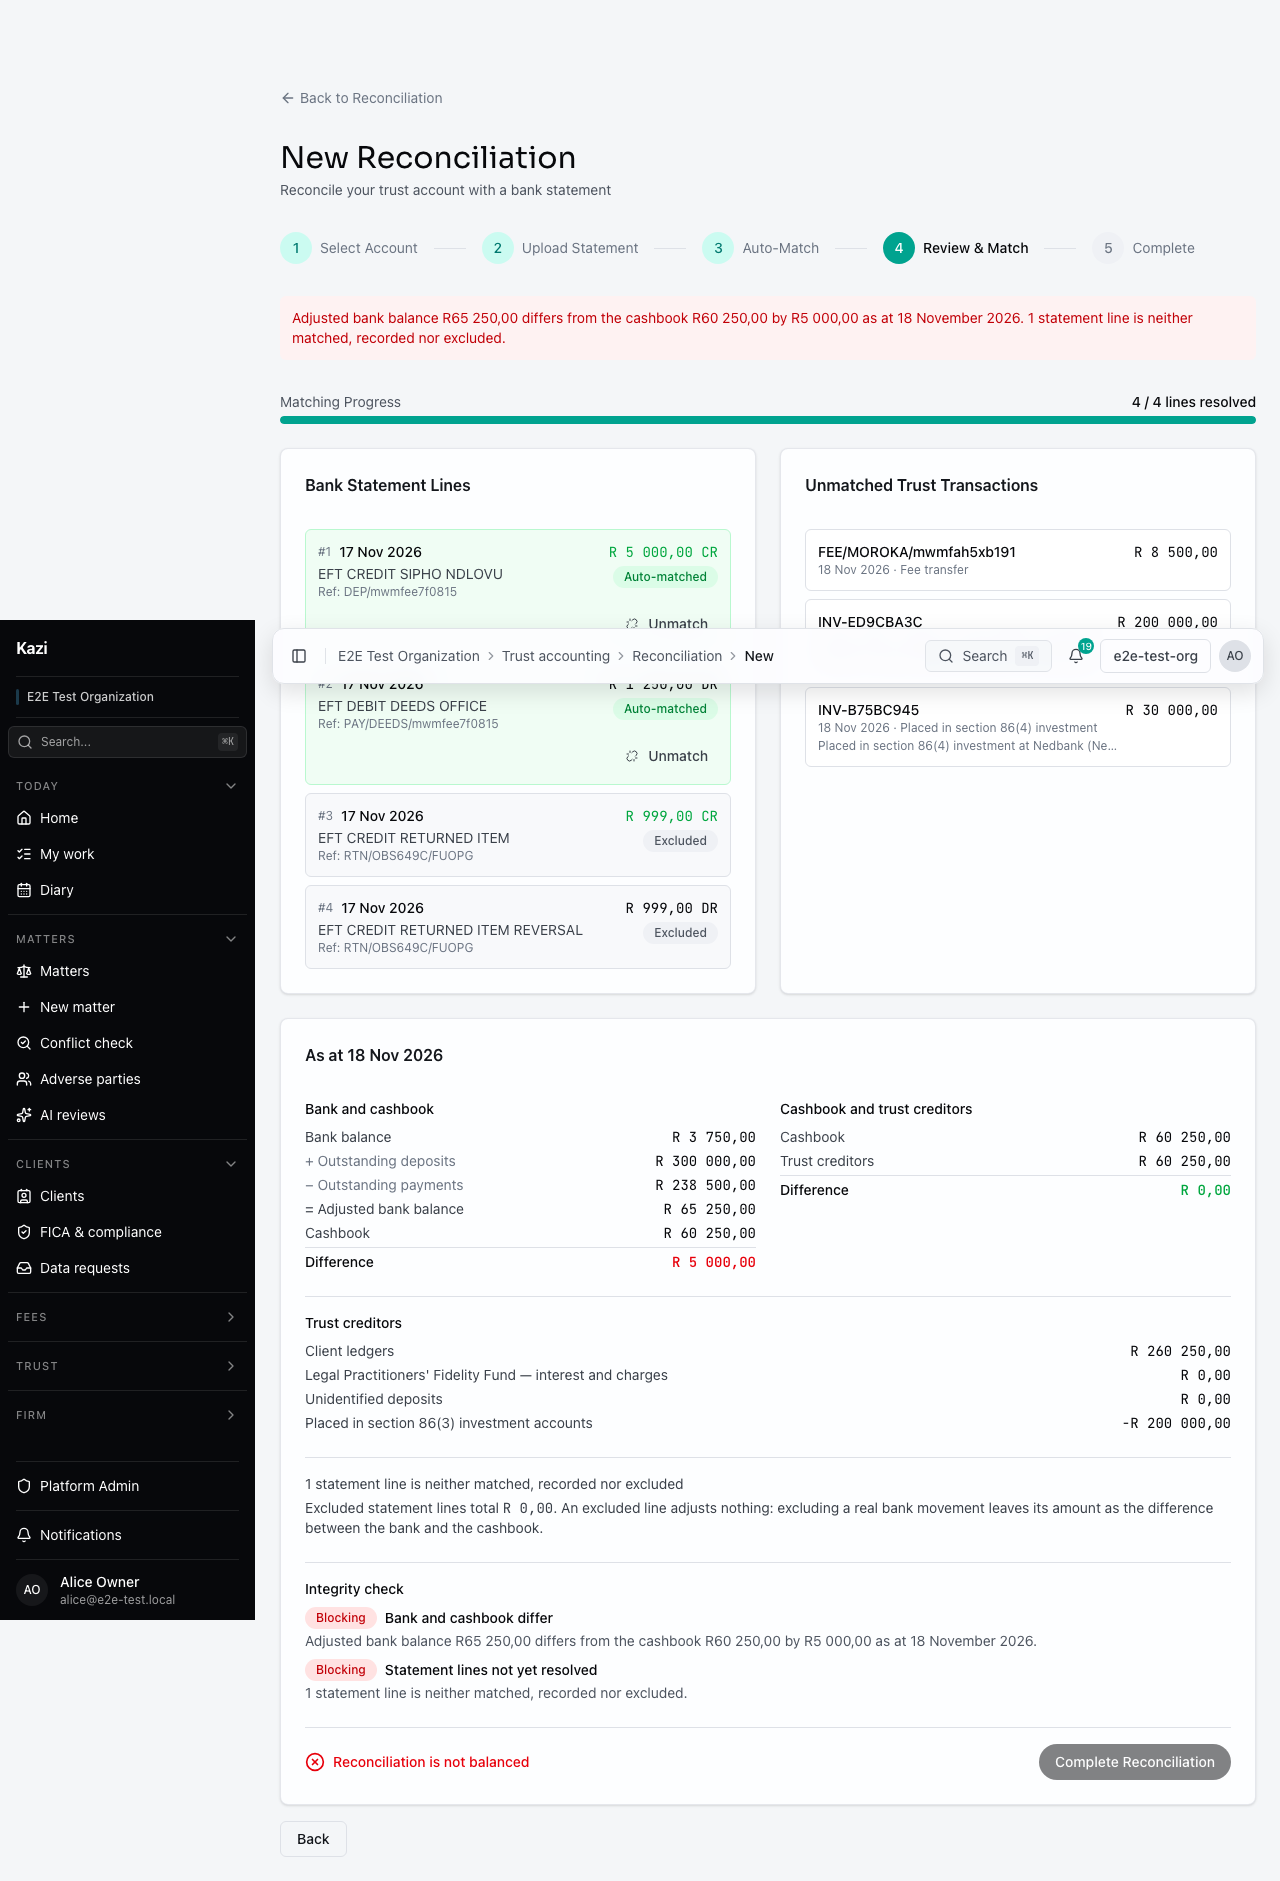 Back to Reconciliation
New Reconciliation
Reconcile your trust account with a bank statement
1 Select Account
2 Upload Statement
3 Auto-Match
4 Review & Match
5 Complete
Adjusted bank balance R65 250,00 differs from the cashbook R60 250,00 by R5 000,00 as at 18 November 2026. 1 statement line is neither
matched, recorded nor excluded.
Matching Progress
4 / 4 lines resolved
Bank Statement Lines
#1 17 Nov 2026 R 5 000,00 CR
EFT CREDIT SIPHO NDLOVU Auto-matched
Ref: DEP/mwmfee7f0815
Unmatch
#2 17 Nov 2026 R 1 250,00 DR
EFT DEBIT DEEDS OFFICE Auto-matched
Ref: PAY/DEEDS/mwmfee7f0815
Unmatch
#3 17 Nov 2026 R 999,00 CR
EFT CREDIT RETURNED ITEM Excluded
Ref: RTN/OBS649C/FUOPG
#4 17 Nov 2026 R 999,00 DR
EFT CREDIT RETURNED ITEM REVERSAL Excluded
Ref: RTN/OBS649C/FUOPG
Unmatched Trust Transactions
FEE/MOROKA/mwmfah5xb191 R 8 500,00
18 Nov 2026 · Fee transfer
INV-ED9CBA3C R 200 000,00
INV-B75BC945 R 30 000,00
18 Nov 2026 · Placed in section 86(4) investment
Placed in section 86(4) investment at Nedbank (Ne...
E2E Test Organization > Trust accounting > Reconciliation > New
Search ⌘K
19
e2e-test-org
AO
Kazi
E2E Test Organization
Search... ⌘K
TODAY
Home
My work
Diary
MATTERS
Matters
New matter
Conflict check
Adverse parties
AI reviews
CLIENTS
Clients
FICA & compliance
Data requests
FEES
TRUST
FIRM
Platform Admin
Notifications
AO
Alice Owner
alice@e2e-test.local
As at 18 Nov 2026
Bank and cashbook
Bank balance R 3 750,00
+ Outstanding deposits R 300 000,00
− Outstanding payments R 238 500,00
= Adjusted bank balance R 65 250,00
Cashbook R 60 250,00
Difference R 5 000,00
Cashbook and trust creditors
Cashbook R 60 250,00
Trust creditors R 60 250,00
Difference R 0,00
Trust creditors
Client ledgers R 260 250,00
Legal Practitioners' Fidelity Fund — interest and charges R 0,00
Unidentified deposits R 0,00
Placed in section 86(3) investment accounts -R 200 000,00
1 statement line is neither matched, recorded nor excluded
Excluded statement lines total R 0,00. An excluded line adjusts nothing: excluding a real bank movement leaves its amount as the difference
between the bank and the cashbook.
Integrity check
Blocking Bank and cashbook differ
Adjusted bank balance R65 250,00 differs from the cashbook R60 250,00 by R5 000,00 as at 18 November 2026.
Blocking Statement lines not yet resolved
1 statement line is neither matched, recorded nor excluded.
Reconciliation is not balanced
Complete Reconciliation
Back